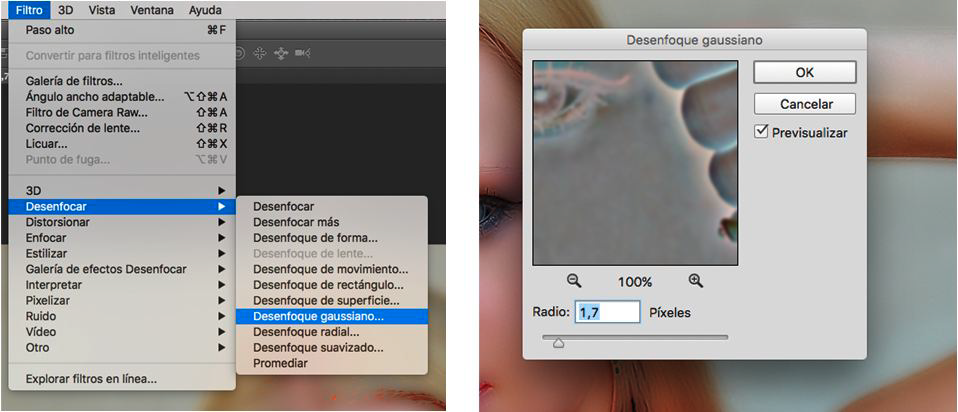 Filtro 3D Vista Ventana Ayuda
Paso alto ⌘F
Convertir para filtros inteligentes
Galería de filtros...
Ángulo ancho adaptable... ⌥⇧⌘A
Filtro de Camera Raw... ⇧⌘A
Corrección de lente... ⇧⌘R
Licuar... ⇧⌘X
Punto de fuga... ⌥⌘V
3D
Desenfocar
Distorsionar
Enfocar
Estilizar
Galería de efectos Desenfocar
Interpretar
Pixelizar
Ruido
Vídeo
Otro
Explorar filtros en línea...
Desenfocar
Desenfocar más
Desenfoque de forma...
Desenfoque de lente...
Desenfoque de movimiento...
Desenfoque de rectángulo...
Desenfoque de superficie...
Desenfoque gaussiano...
Desenfoque radial...
Desenfoque suavizado...
Promediar
Desenfoque gaussiano
OK
Cancelar
Previsualizar
100%
Radio: 1,7 Píxeles